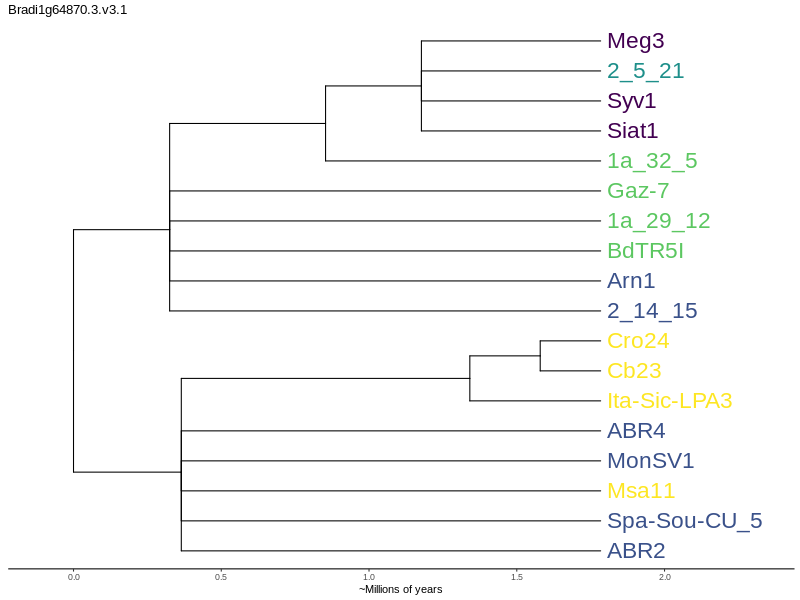 Bradi1g64870.3.v3.1
Meg3
2_5_21
Syv1
Siat1
1a_32_5
Gaz-7
1a_29_12
BdTR5I
Arn1
2_14_15
Cro24
Cb23
Ita-Sic-LPA3
ABR4
MonSV1
Msa11
Spa-Sou-CU_5
ABR2
0.0 0.5 1.0 1.5 2.0
~Millions of years